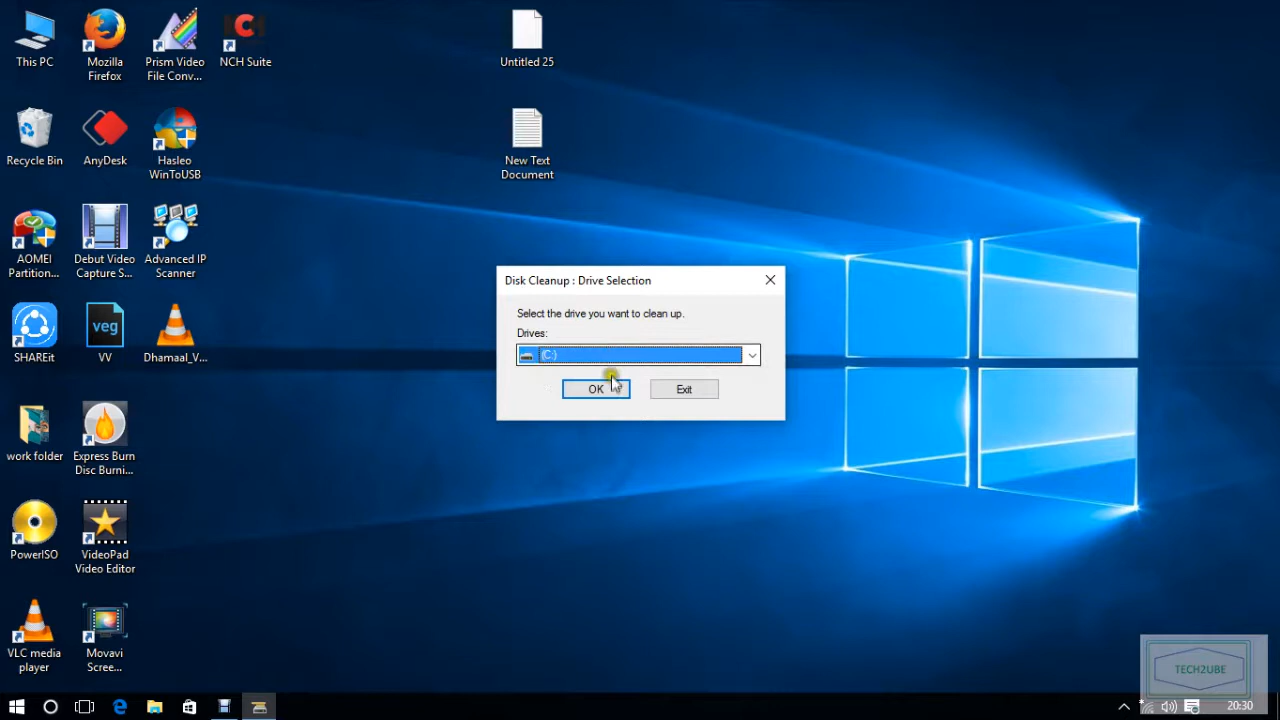 This PC
Mozilla
Firefox
Prism Video
File Conv...
NCH Suite
Untitled 25
Recycle Bin
AnyDesk
Hasleo
WinToUSB
New Text
Document
AOMEI
Partition...
Debut Video
Capture S...
Advanced IP
Scanner
SHAREit
veg
VV
Dhamaal_V...
Disk Cleanup : Drive Selection
Select the drive you want to clean up.
Drives:
(C:)
OK
Exit
work folder
Express Burn
Disc Burni...
PowerISO
VideoPad
Video Editor
VLC media
player
Movavi
Scree...
TECH2UBE
20:30